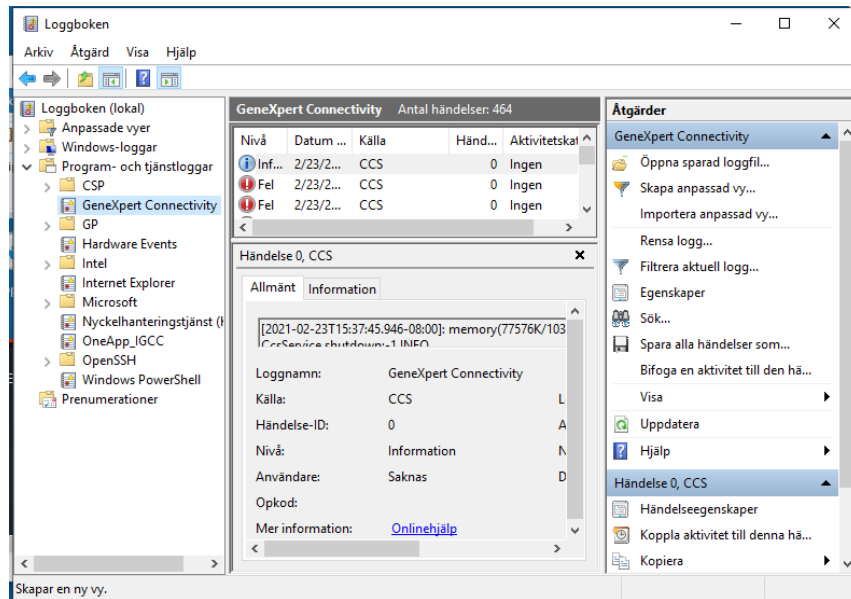 Loggboken
Arkiv Åtgärd Visa Hjälp
Loggboken (lokal)
Anpassade vyer
Windows-loggar
Program- och tjänstloggar
CSP
GeneXpert Connectivity
GP
Hardware Events
Intel
Internet Explorer
Microsoft
Nyckelhanteringstjänst (
OneApp_IGCC
OpenSSH
Windows PowerShell
Prenumerationer
GeneXpert Connectivity Antal händelser: 464
Nivå Datum ... Källa Händ... Aktivitetskat
Inf... 2/23/2... CCS 0 Ingen
Fel 2/23/2... CCS 0 Ingen
Fel 2/23/2... CCS 0 Ingen
Händelse 0, CCS
Allmänt Information
[2021-02-23T15:37:45.946-08:00]: memory(77576K/103
CcsService shutdown:-1 INFO
Loggnamn: GeneXpert Connectivity
Källa: CCS L
Händelse-ID: 0 A
Nivå: Information N
Användare: Saknas D
Opkod:
Mer information: Onlinehjälp
Åtgärder
GeneXpert Connectivity
Öppna sparad loggfil...
Skapa anpassad vy...
Importera anpassad vy...
Rensa logg...
Filtrera aktuell logg...
Egenskaper
Sök...
Spara alla händelser som...
Bifoga en aktivitet till den hä...
Visa
Uppdatera
Hjälp
Händelse 0, CCS
Händelseegenskaper
Koppla aktivitet till denna hä...
Kopiera
Skapar en ny vy.